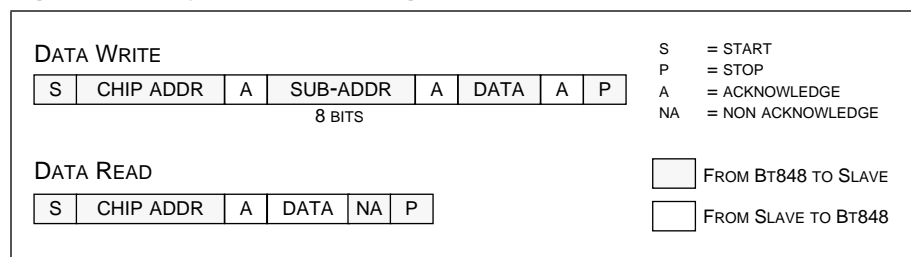 DATA WRITE
S CHIP ADDR A SUB-ADDR A DATA A P
8 BITS
S = START
P = STOP
A = ACKNOWLEDGE
NA = NON ACKNOWLEDGE
DATA READ
S CHIP ADDR A DATA NA P
FROM BT848 TO SLAVE
FROM SLAVE TO BT848